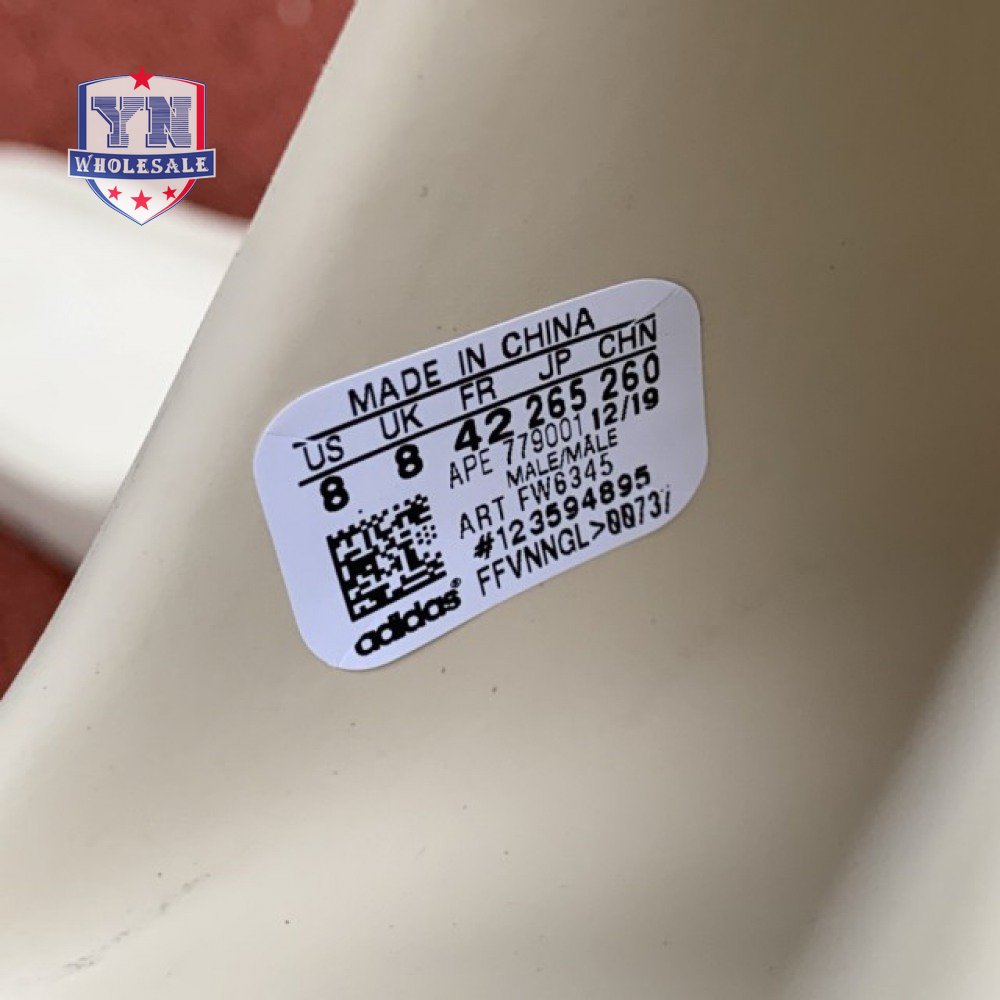 YN
WHOLESALE
MADE IN CHINA
US UK FR JP CHN
8 8 42 265 260
APE 779001 12/19
MALE/MALE
ART FW6345
#123594895
FFVNNGL>0073/
adidas®